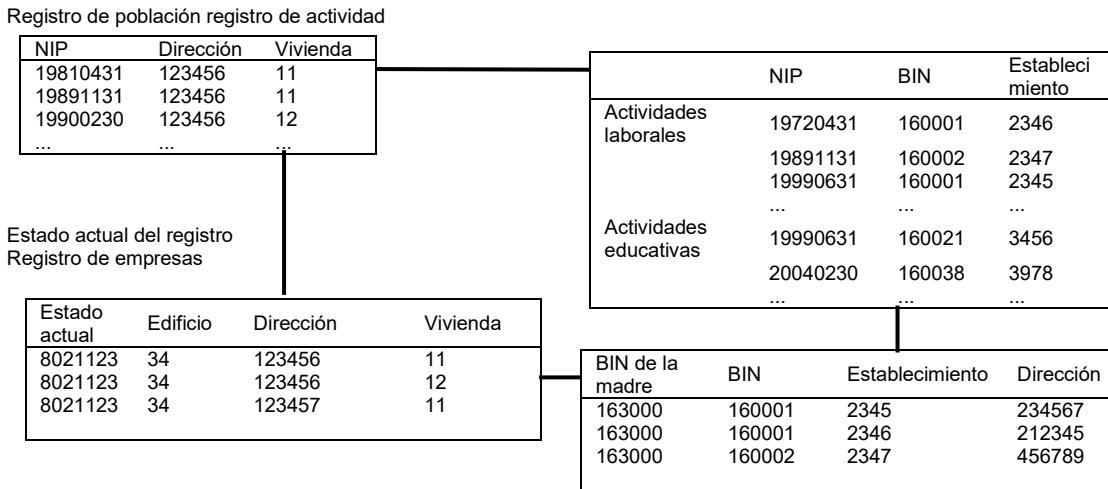 Registro de población registro de actividad
NIP Dirección Vivienda
19810431 123456 11
19891131 123456 11
19900230 123456 12
... ... ...
NIP BIN Estableci
miento
Actividades
laborales 19720431 160001 2346
19891131 160002 2347
19990631 160001 2345
... ... ...
Actividades
educativas 19990631 160021 3456
20040230 160038 3978
... ... ...
Estado actual del registro
Registro de empresas
Estado
actual Edificio Dirección Vivienda
8021123 34 123456 11
8021123 34 123456 12
8021123 34 123457 11
BIN de la
madre BIN Establecimiento Dirección
163000 160001 2345 234567
163000 160001 2346 212345
163000 160002 2347 456789